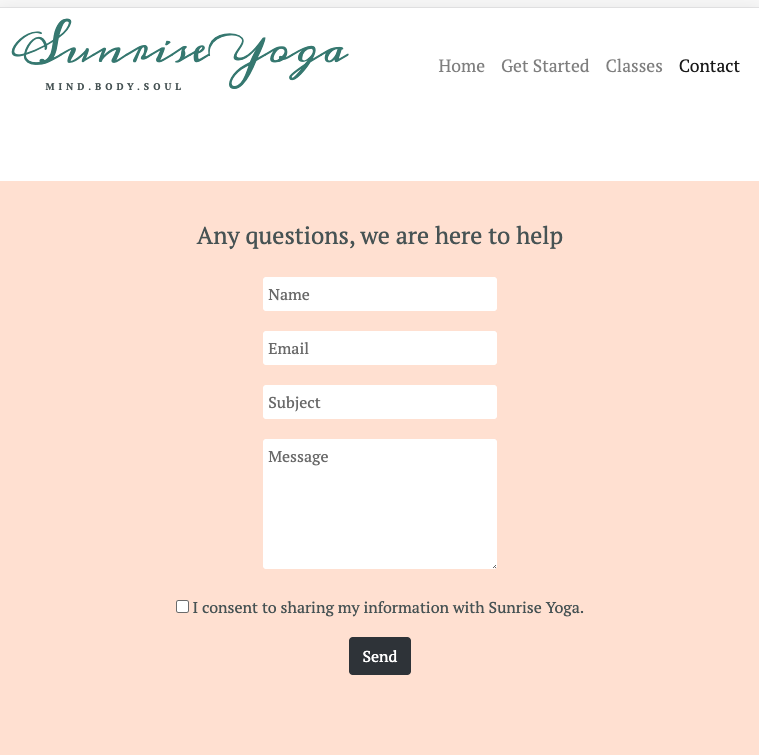 Sunrise Yoga
MIND.BODY.SOUL
Home Get Started Classes Contact
Any questions, we are here to help
Name
Email
Subject
Message
I consent to sharing my information with Sunrise Yoga.
Send